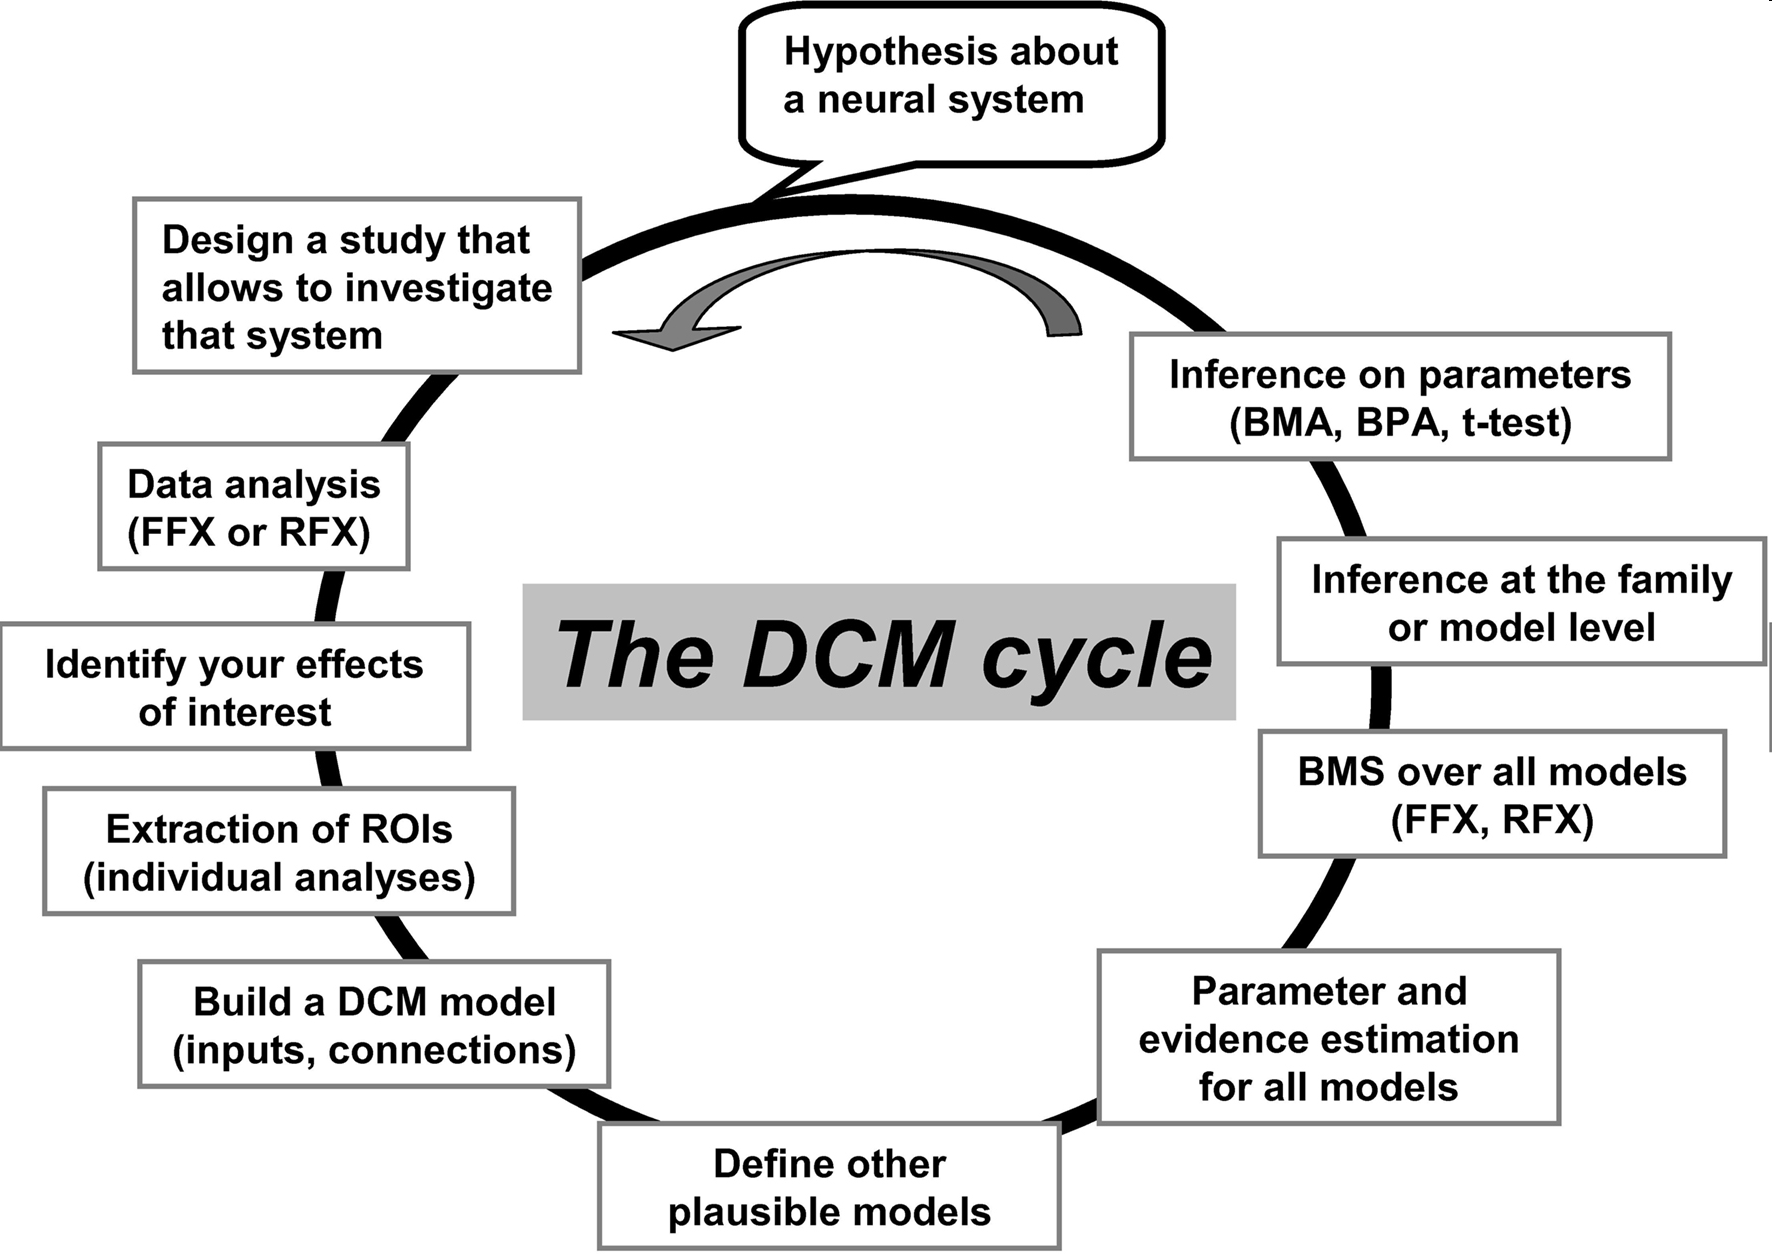 Hypothesis about
a neural system
Design a study that
allows to investigate
that system
Data analysis
(FFX or RFX)
Identify your effects
of interest
Extraction of ROIs
(individual analyses)
Build a DCM model
(inputs, connections)
Define other
plausible models
Parameter and
evidence estimation
for all models
BMS over all models
(FFX, RFX)
Inference at the family
or model level
Inference on parameters
(BMA, BPA, t-test)
The DCM cycle